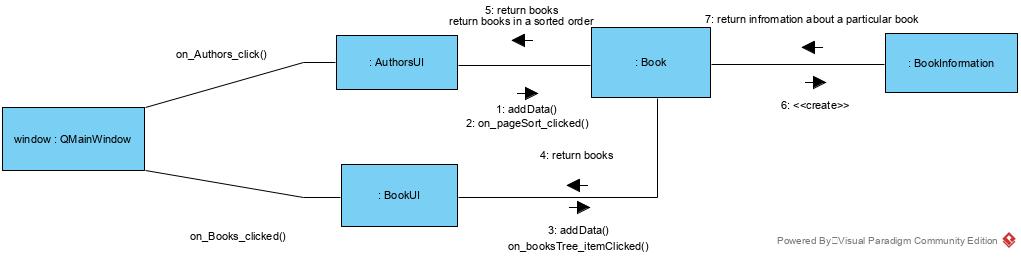 5: return books
return books in a sorted order
7: return infromation about a particular book
on_Authors_click()
: AuthorsUI
: Book
: BookInformation
1: addData()
2: on_pageSort_clicked()
6: <<create>>
window : QMainWindow
4: return books
: BookUI
on_Books_clicked()
3: addData()
on_booksTree_itemClicked()
Powered By Visual Paradigm Community Edition